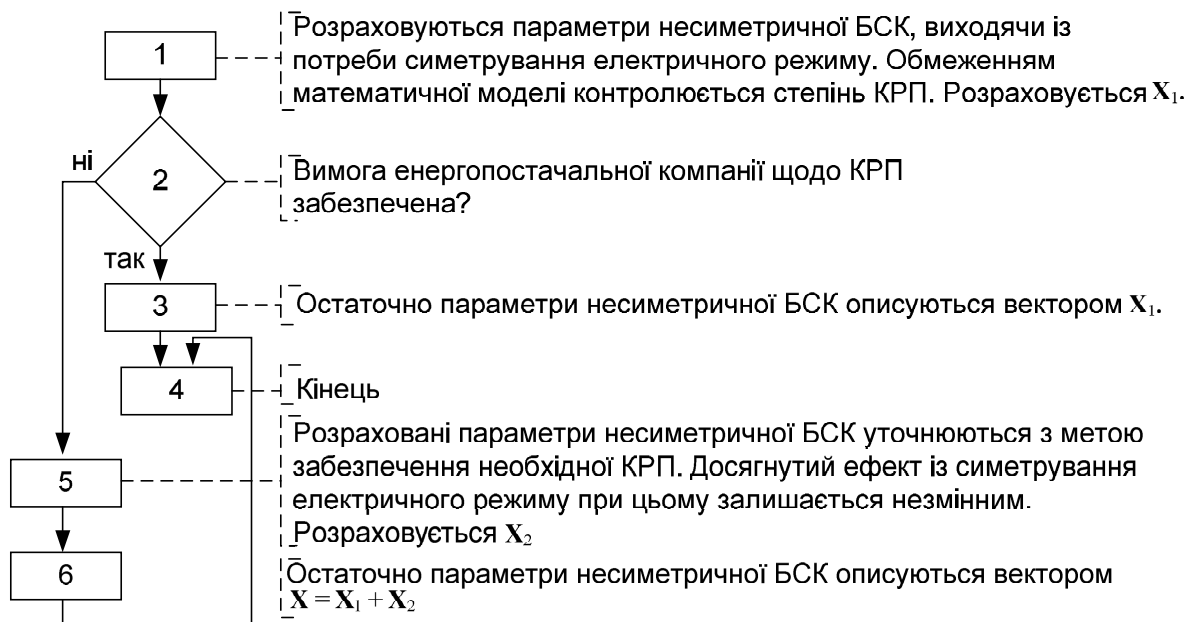 1
Розраховуються параметри несиметричної БСК, виходячи із
потреби симетрування електричного режиму. Обмеженням
математичної моделі контролюється степінь КРП. Розраховується X₁.
ні
2
Вимога енергопостачальної компанії щодо КРП
забезпечена?
так
3
Остаточно параметри несиметричної БСК описуються вектором X₁.
4
Кінець
5
Розраховані параметри несиметричної БСК уточнюються з метою
забезпечення необхідної КРП. Досягнутий ефект із симетрування
електричного режиму при цьому залишається незмінним.
Розраховується X₂
6
Остаточно параметри несиметричної БСК описуються вектором
X = X₁ + X₂